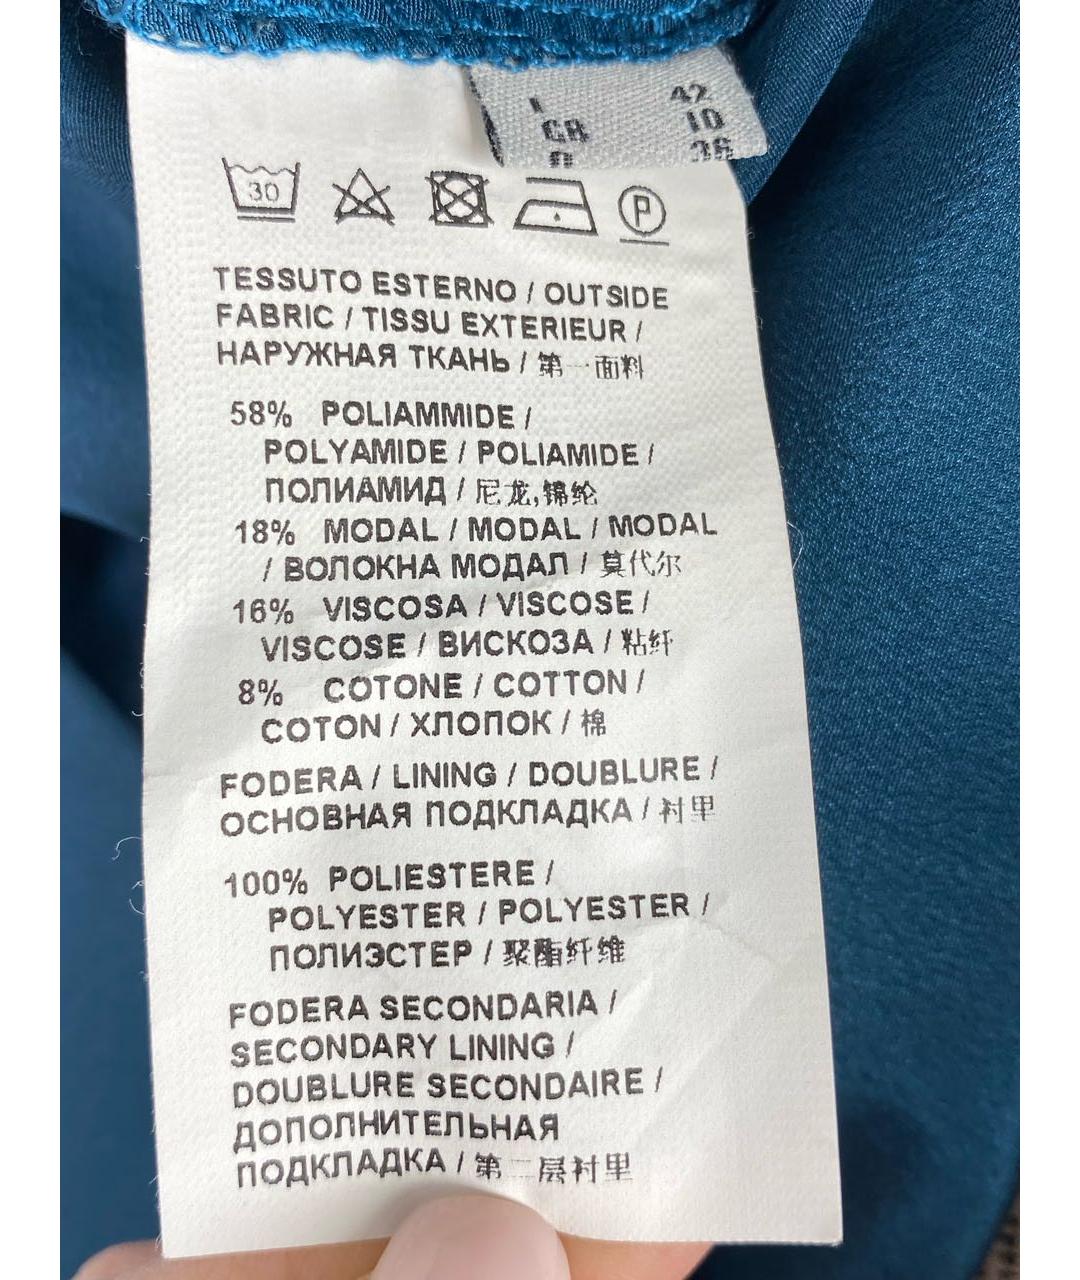 I 42
GB 10
D 36
30
P
TESSUTO ESTERNO / OUTSIDE
FABRIC / TISSU EXTERIEUR /
НАРУЖНАЯ ТКАНЬ / 第一面料
58% POLIAMMIDE /
POLYAMIDE / POLIAMIDE /
ПОЛИАМИД / 尼龙,锦纶
18% MODAL / MODAL / MODAL
/ ВОЛОКНА МОДАЛ / 莫代尔
16% VISCOSA / VISCOSE /
VISCOSE / ВИСКОЗА / 粘纤
8% COTONE / COTTON /
COTON / ХЛОПОК / 棉
FODERA / LINING / DOUBLURE /
ОСНОВНАЯ ПОДКЛАДКА / 衬里
100% POLIESTERE /
POLYESTER / POLYESTER /
ПОЛИЭСТЕР / 聚酯纤维
FODERA SECONDARIA /
SECONDARY LINING /
DOUBLURE SECONDAIRE /
ДОПОЛНИТЕЛЬНАЯ
ПОДКЛАДКА / 第二层衬里